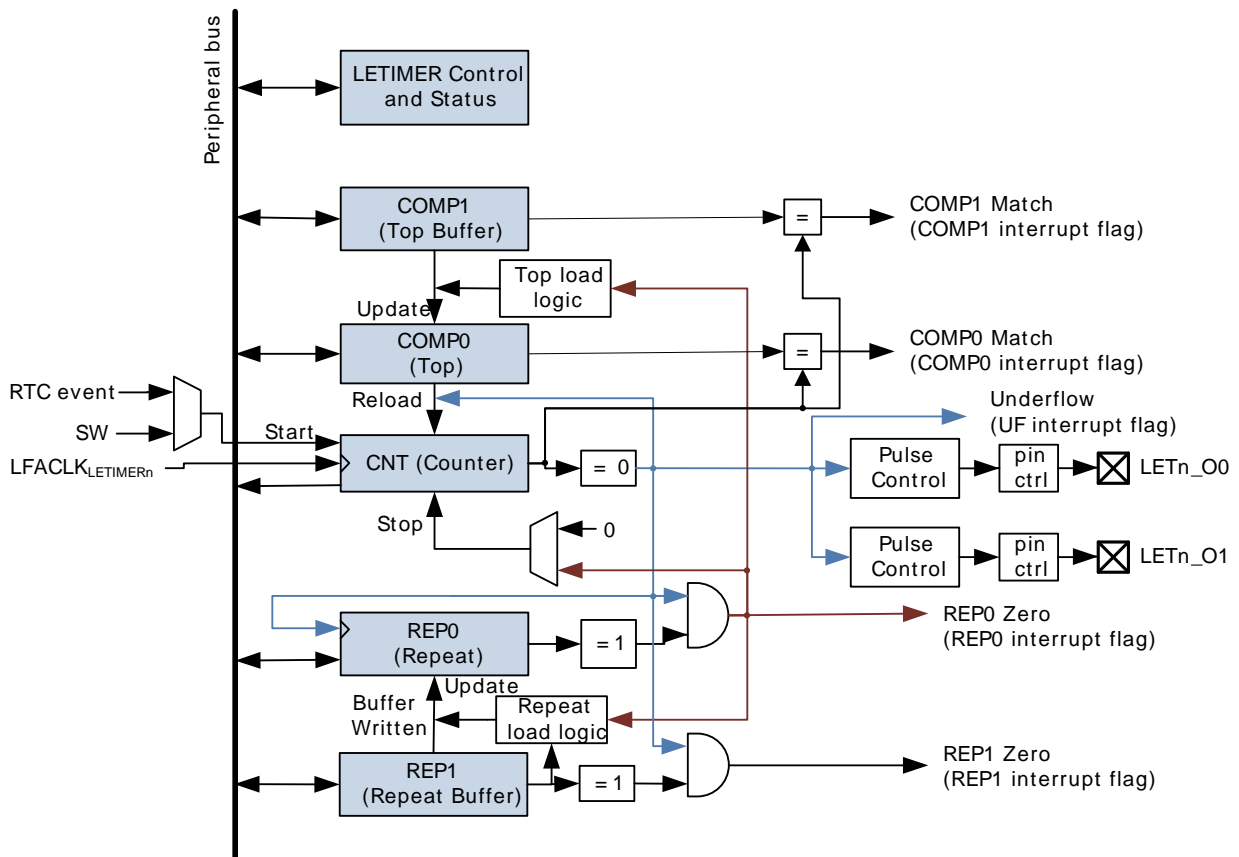 Peripheral bus
LETIMER Control
and Status
COMP1
(Top Buffer)
=
COMP1 Match
(COMP1 interrupt flag)
Top load
logic
Update
COMP0
(Top)
=
COMP0 Match
(COMP0 interrupt flag)
RTC event
SW
Reload
Start
LFACLKLETIMERn
CNT (Counter)
= 0
Underflow
(UF interrupt flag)
Pulse
Control
pin
ctrl
LETn_O0
Stop
0
Pulse
Control
pin
ctrl
LETn_O1
REP0
(Repeat)
= 1
REP0 Zero
(REP0 interrupt flag)
Update
Buffer
Written
Repeat
load logic
REP1
(Repeat Buffer)
= 1
REP1 Zero
(REP1 interrupt flag)